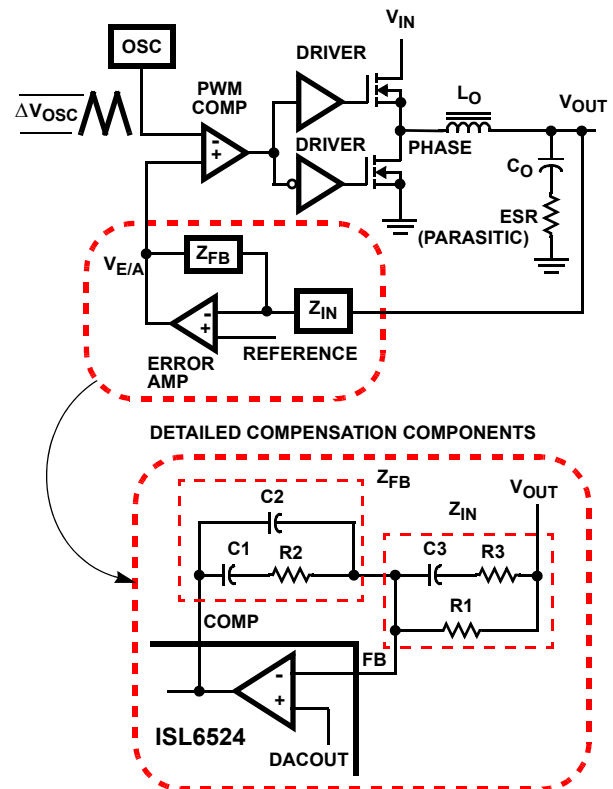 V_IN
OSC
DRIVER
PWM
COMP
ΔV_OSC
L_O
V_OUT
-
+
DRIVER
PHASE
C_O
ESR
(PARASITIC)
Z_FB
V_E/A
Z_IN
-
+
REFERENCE
ERROR
AMP
DETAILED COMPENSATION COMPONENTS
Z_FB
V_OUT
C2
Z_IN
C1
R2
C3
R3
R1
COMP
FB
-
+
ISL6524
DACOUT